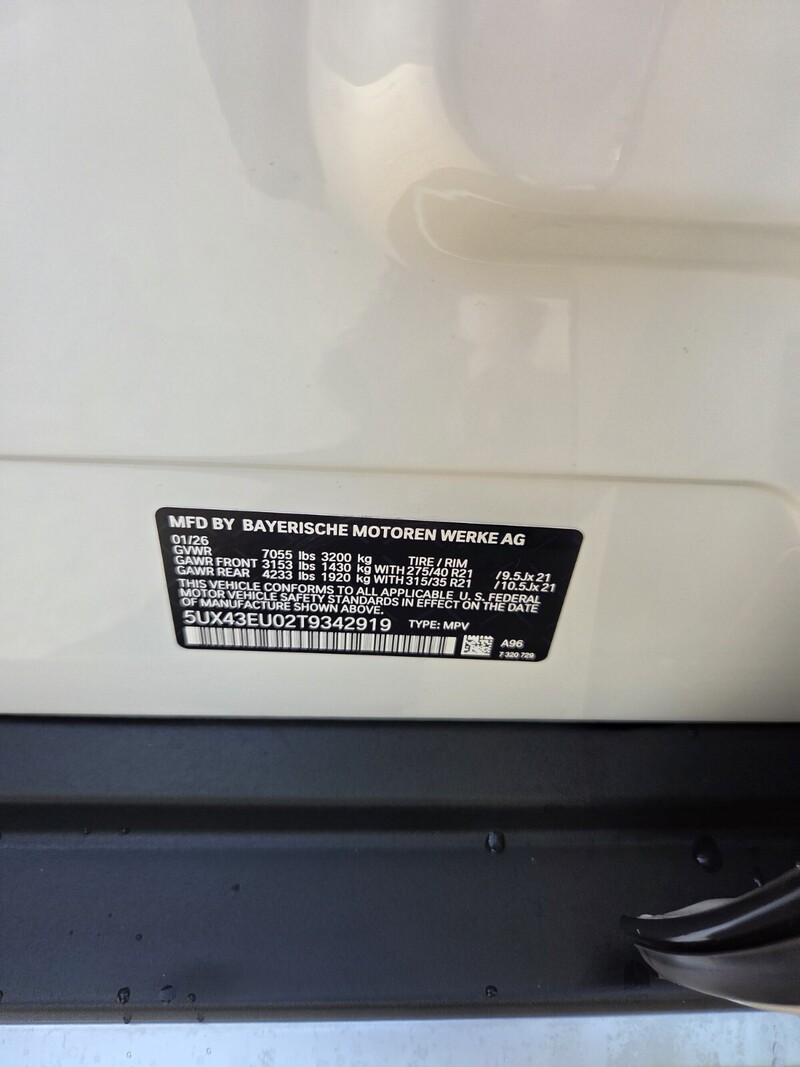 MFD BY BAYERISCHE MOTOREN WERKE AG
01/26
GVWR 7055 lbs 3200 kg TIRE / RIM
GAWR FRONT 3153 lbs 1430 kg WITH 275/40 R21 / 9.5Jx 21
GAWR REAR 4233 lbs 1920 kg WITH 315/35 R21 / 10.5Jx 21
THIS VEHICLE CONFORMS TO ALL APPLICABLE U. S. FEDERAL
MOTOR VEHICLE SAFETY STANDARDS IN EFFECT ON THE DATE
OF MANUFACTURE SHOWN ABOVE.
5UX43EU02T9342919 TYPE: MPV
A96
7 320 729